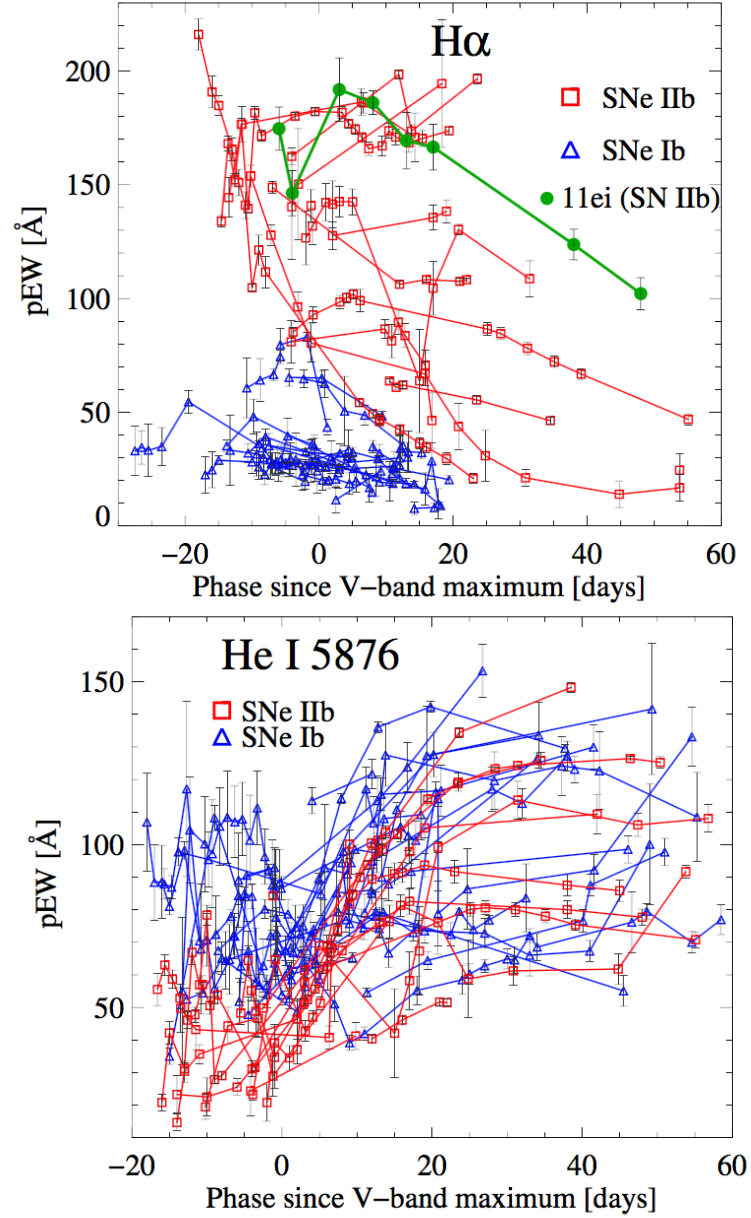 Hα
200
SNe IIb
SNe Ib
150
11ei (SN IIb)
pEW [Å]
100
50
0
−20 0 20 40 60
Phase since V−band maximum [days]
He I 5876
150
SNe IIb
SNe Ib
pEW [Å]
100
50
−20 0 20 40 60
Phase since V−band maximum [days]